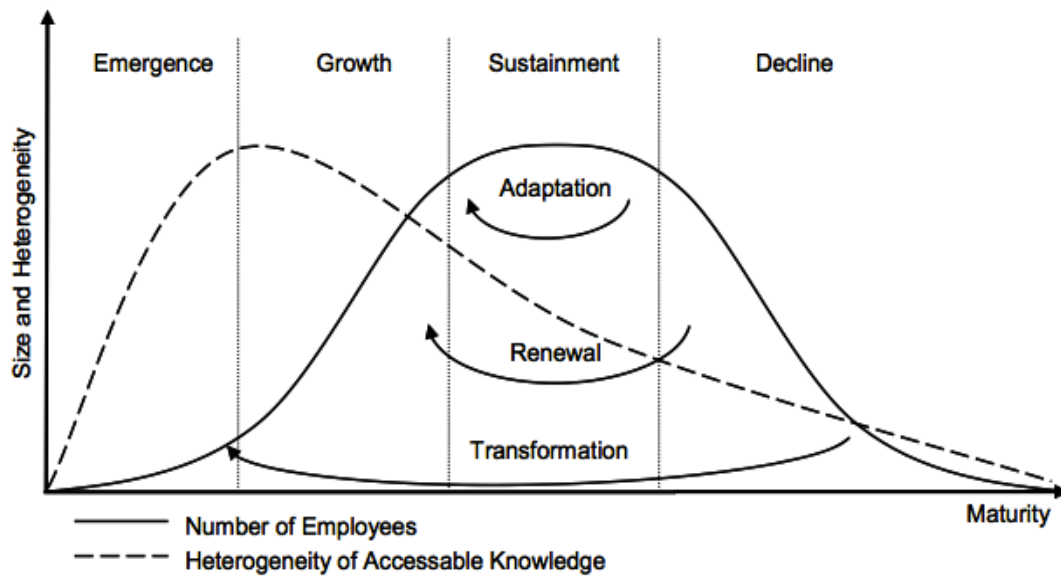 Emergence
Growth
Sustainment
Decline
Size and Heterogeneity
Adaptation
Renewal
Transformation
Maturity
Number of Employees
Heterogeneity of Accessable Knowledge